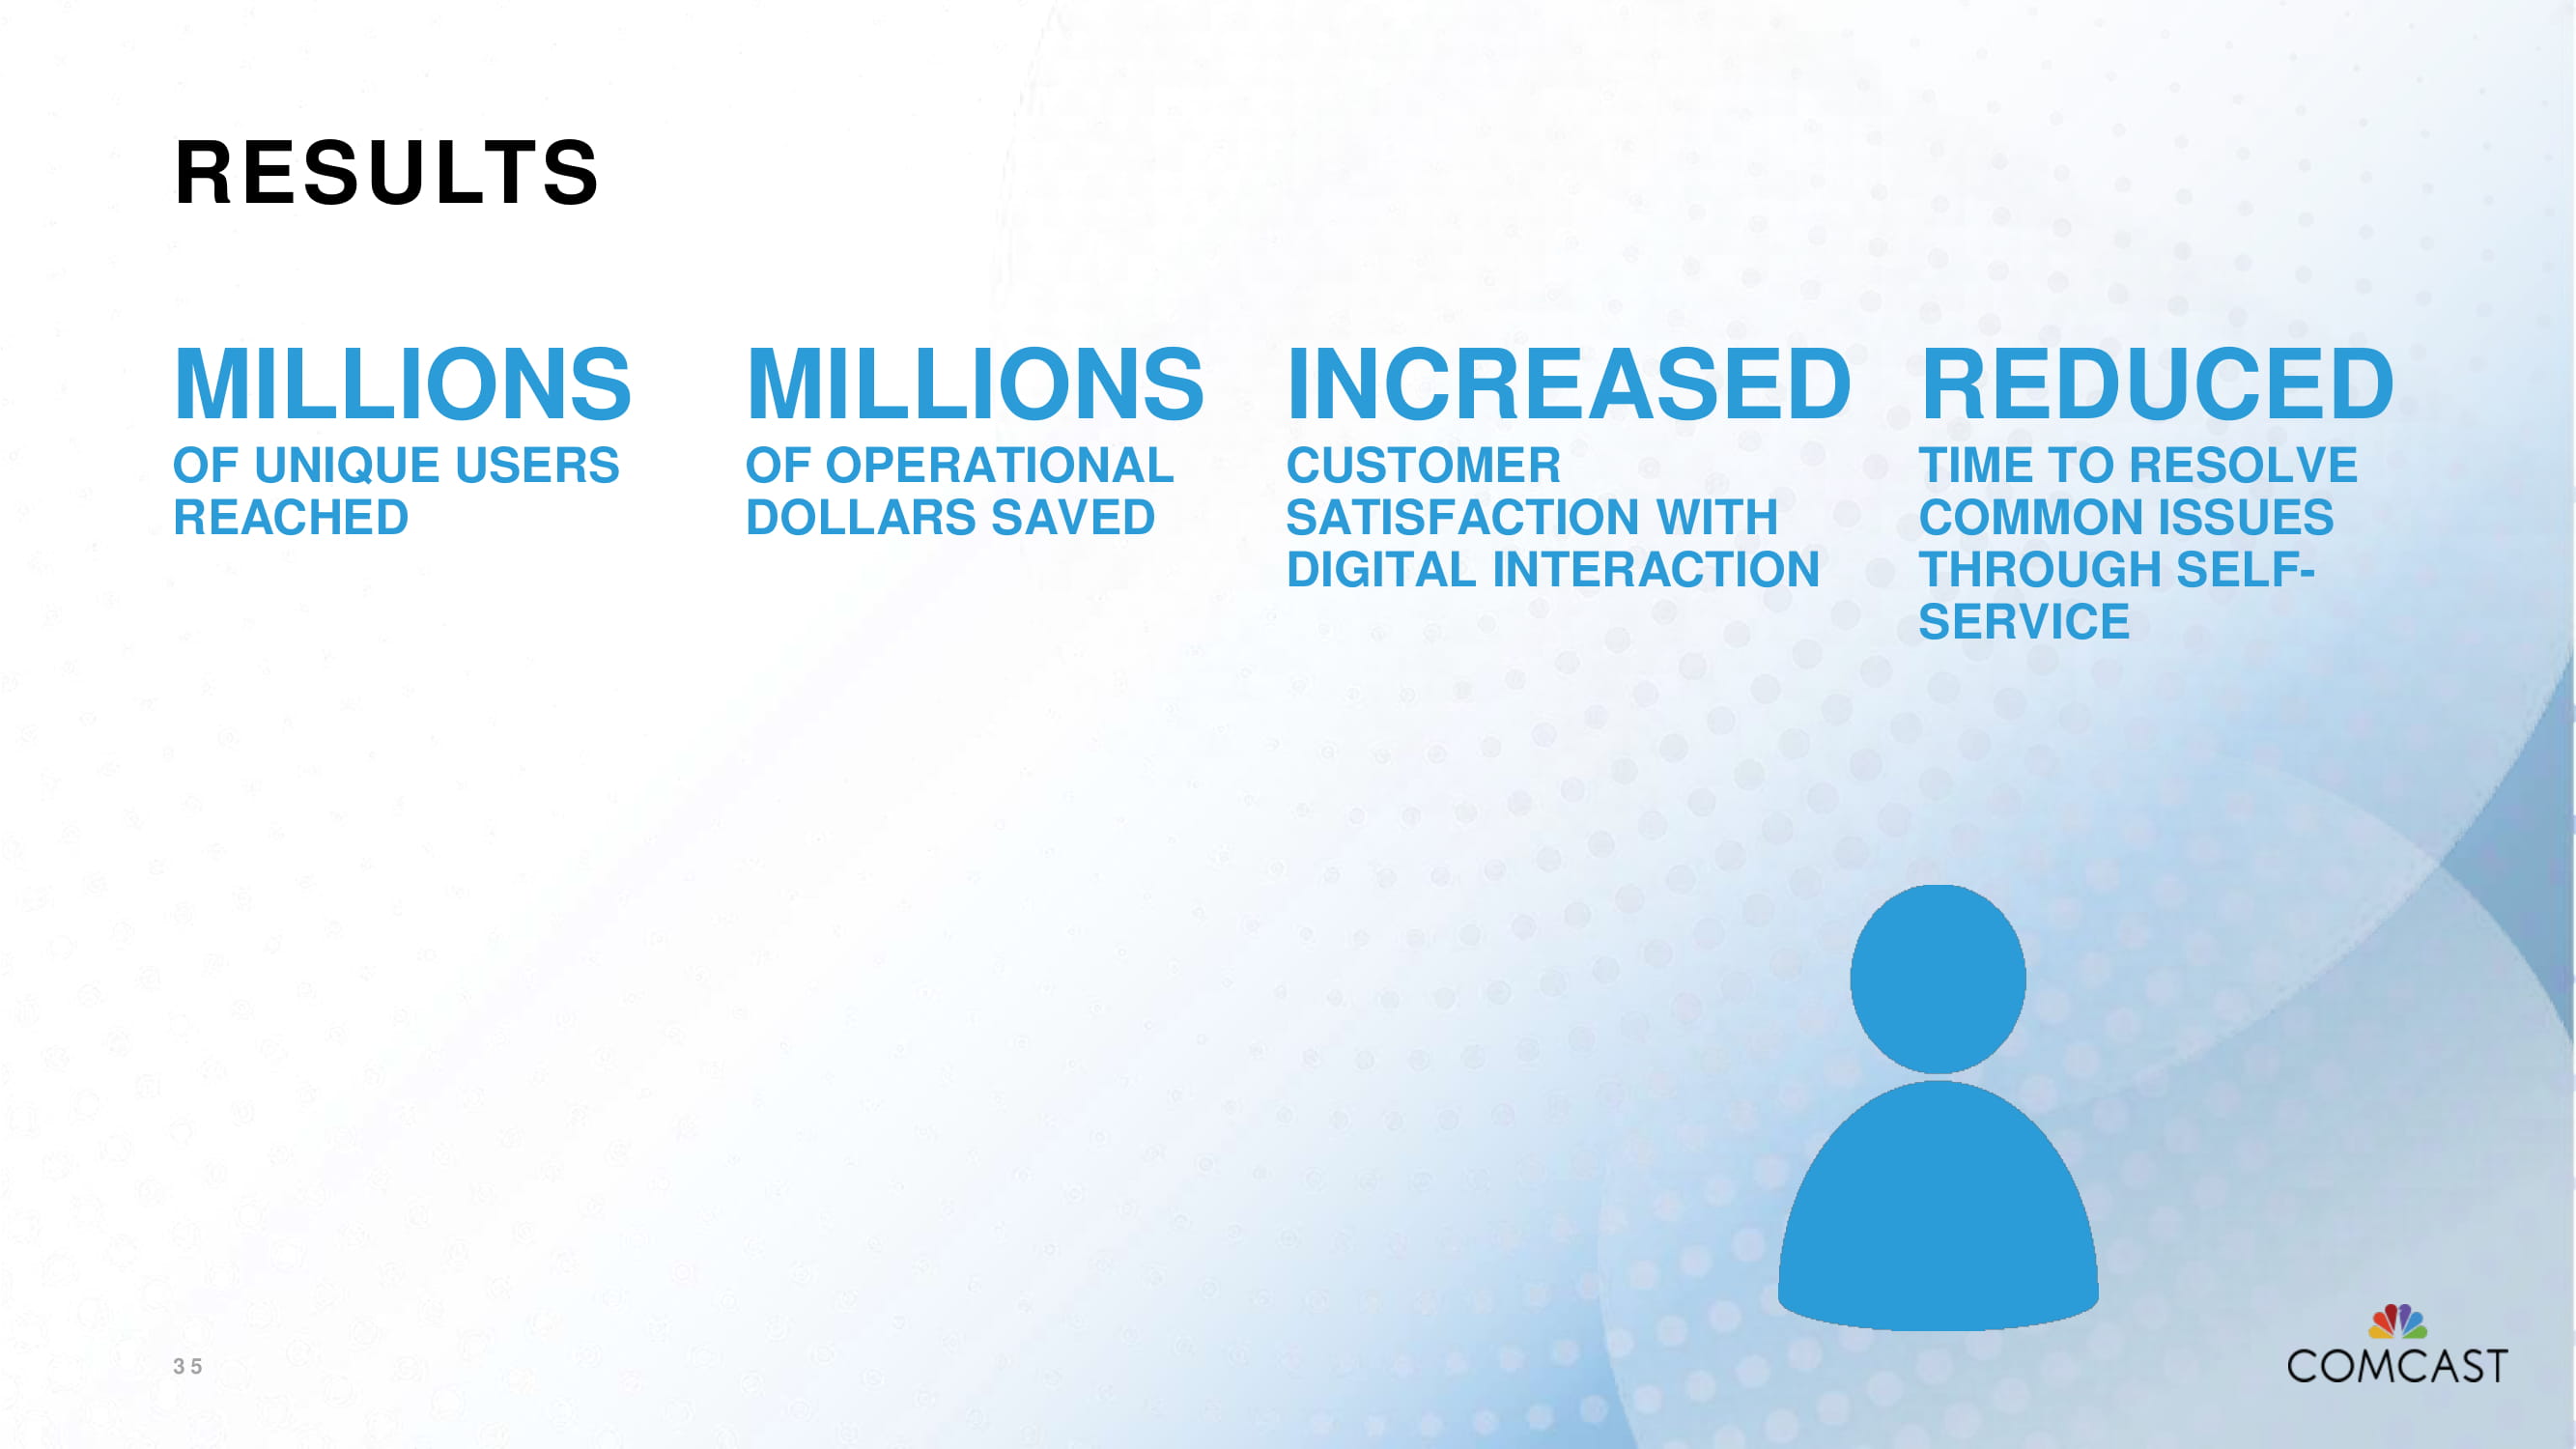 RESULTS
MILLIONS
OF UNIQUE USERS
REACHED
MILLIONS
OF OPERATIONAL
DOLLARS SAVED
INCREASED
CUSTOMER
SATISFACTION WITH
DIGITAL INTERACTION
REDUCED
TIME TO RESOLVE
COMMON ISSUES
THROUGH SELF-
SERVICE
35
COMCAST